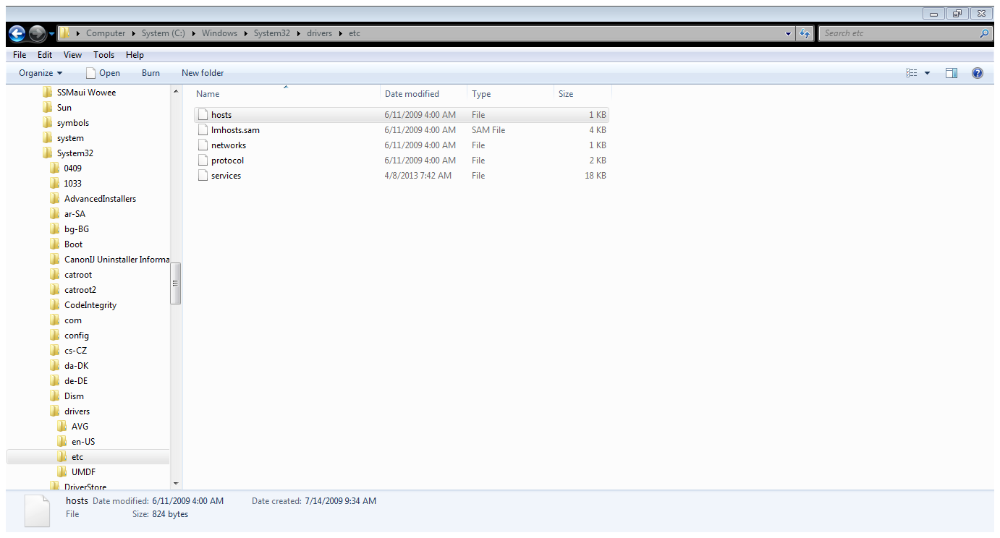 Computer System (C:) Windows System32 drivers etc Search etc
File Edit View Tools Help
Organize Open Burn New folder
SSMaui Wowee
Sun
symbols
system
System32
0409
1033
AdvancedInstallers
ar-SA
bg-BG
Boot
CanonIJ Uninstaller Informa
catroot
catroot2
CodeIntegrity
com
config
cs-CZ
da-DK
de-DE
Dism
drivers
AVG
en-US
etc
UMDF
DriverStore
Name Date modified Type Size
hosts 6/11/2009 4:00 AM File 1 KB
lmhosts.sam 6/11/2009 4:00 AM SAM File 4 KB
networks 6/11/2009 4:00 AM File 1 KB
protocol 6/11/2009 4:00 AM File 2 KB
services 4/8/2013 7:42 AM File 18 KB
hosts Date modified: 6/11/2009 4:00 AM Date created: 7/14/2009 9:34 AM
File Size: 824 bytes